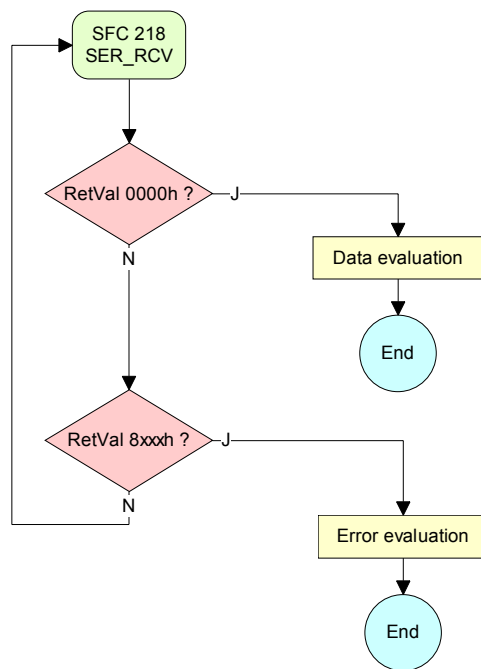 SFC 218
SER_RCV
RetVal 0000h ?
J
N
Data evaluation
End
RetVal 8xxxh ?
J
N
Error evaluation
End